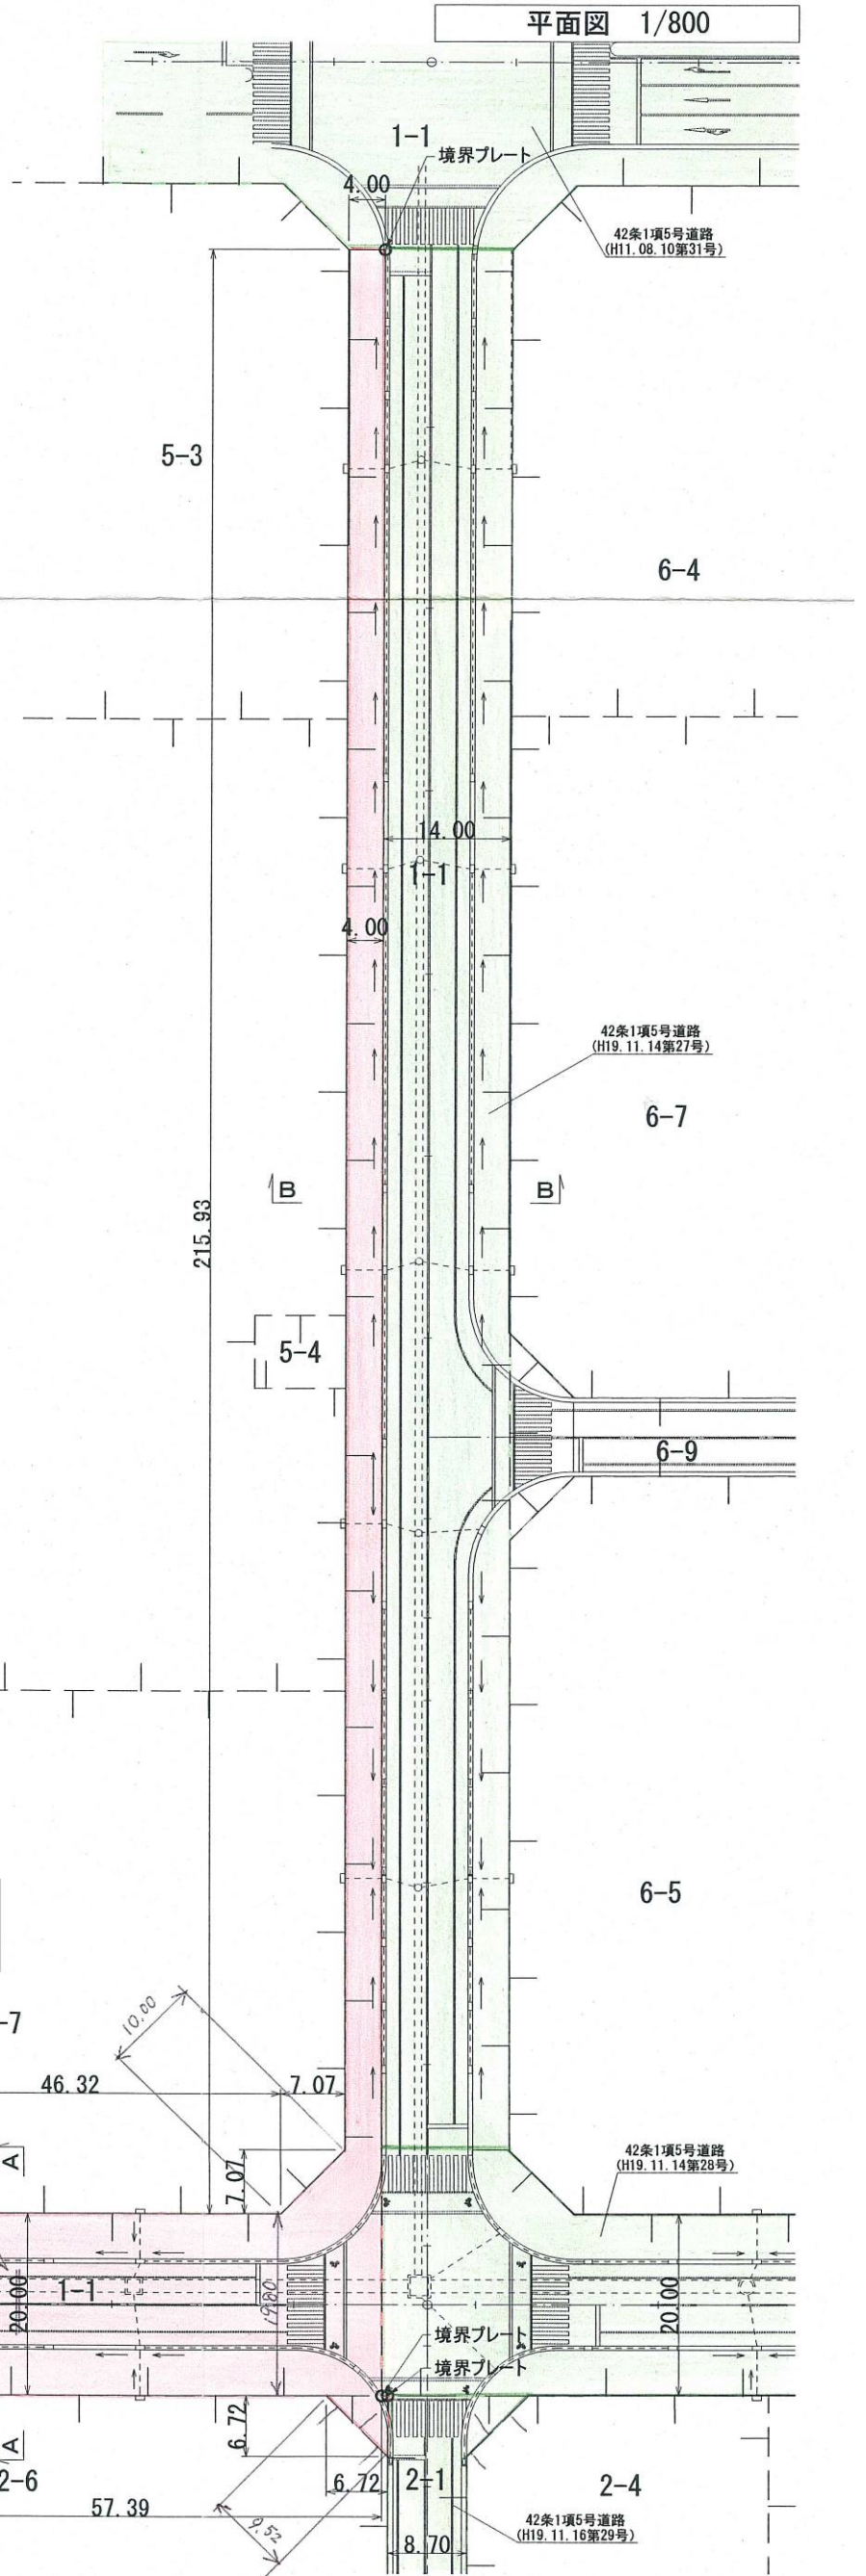 平面図 1/800
1-1
境界プレート
4.00
42条1項5号道路
(H11.08.10第31号)
5-3
6-4
14.00
1-1
4.00
42条1項5号道路
(H19.11.14第27号)
6-7
B
B
215.93
5-4
6-9
6-5
10.00
-7
46.32
7.07
7.07
42条1項5号道路
(H19.11.14第28号)
A
1-1
20.00
20.00
境界プレート
境界プレート
6.72
A
2-6
6.72
2-1
2-4
57.39
9.52
8.70
42条1項5号道路
(H19.11.16第29号)